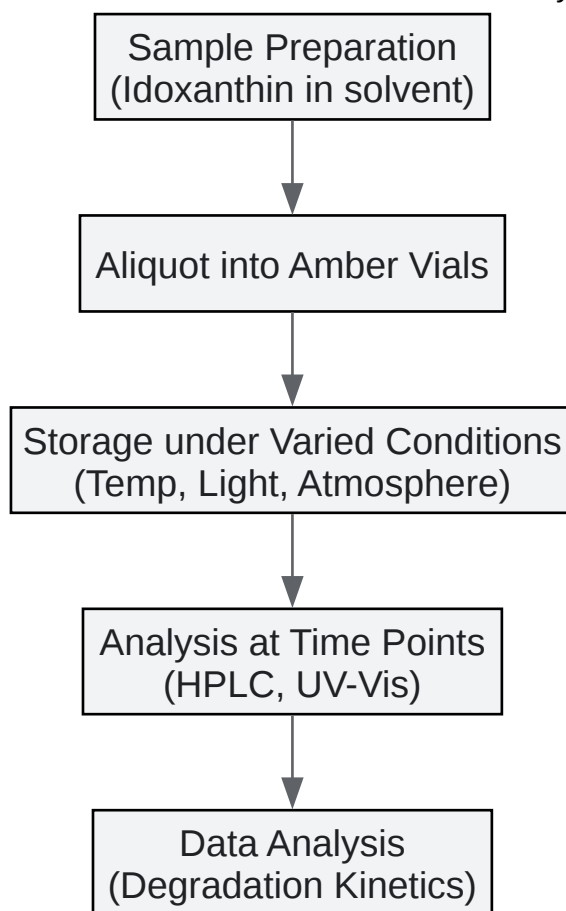 Sample Preparation
(Idoxanthin in solvent)
Aliquot into Amber Vials
Storage under Varied Conditions
(Temp, Light, Atmosphere)
Analysis at Time Points
(HPLC, UV-Vis)
Data Analysis
(Degradation Kinetics)